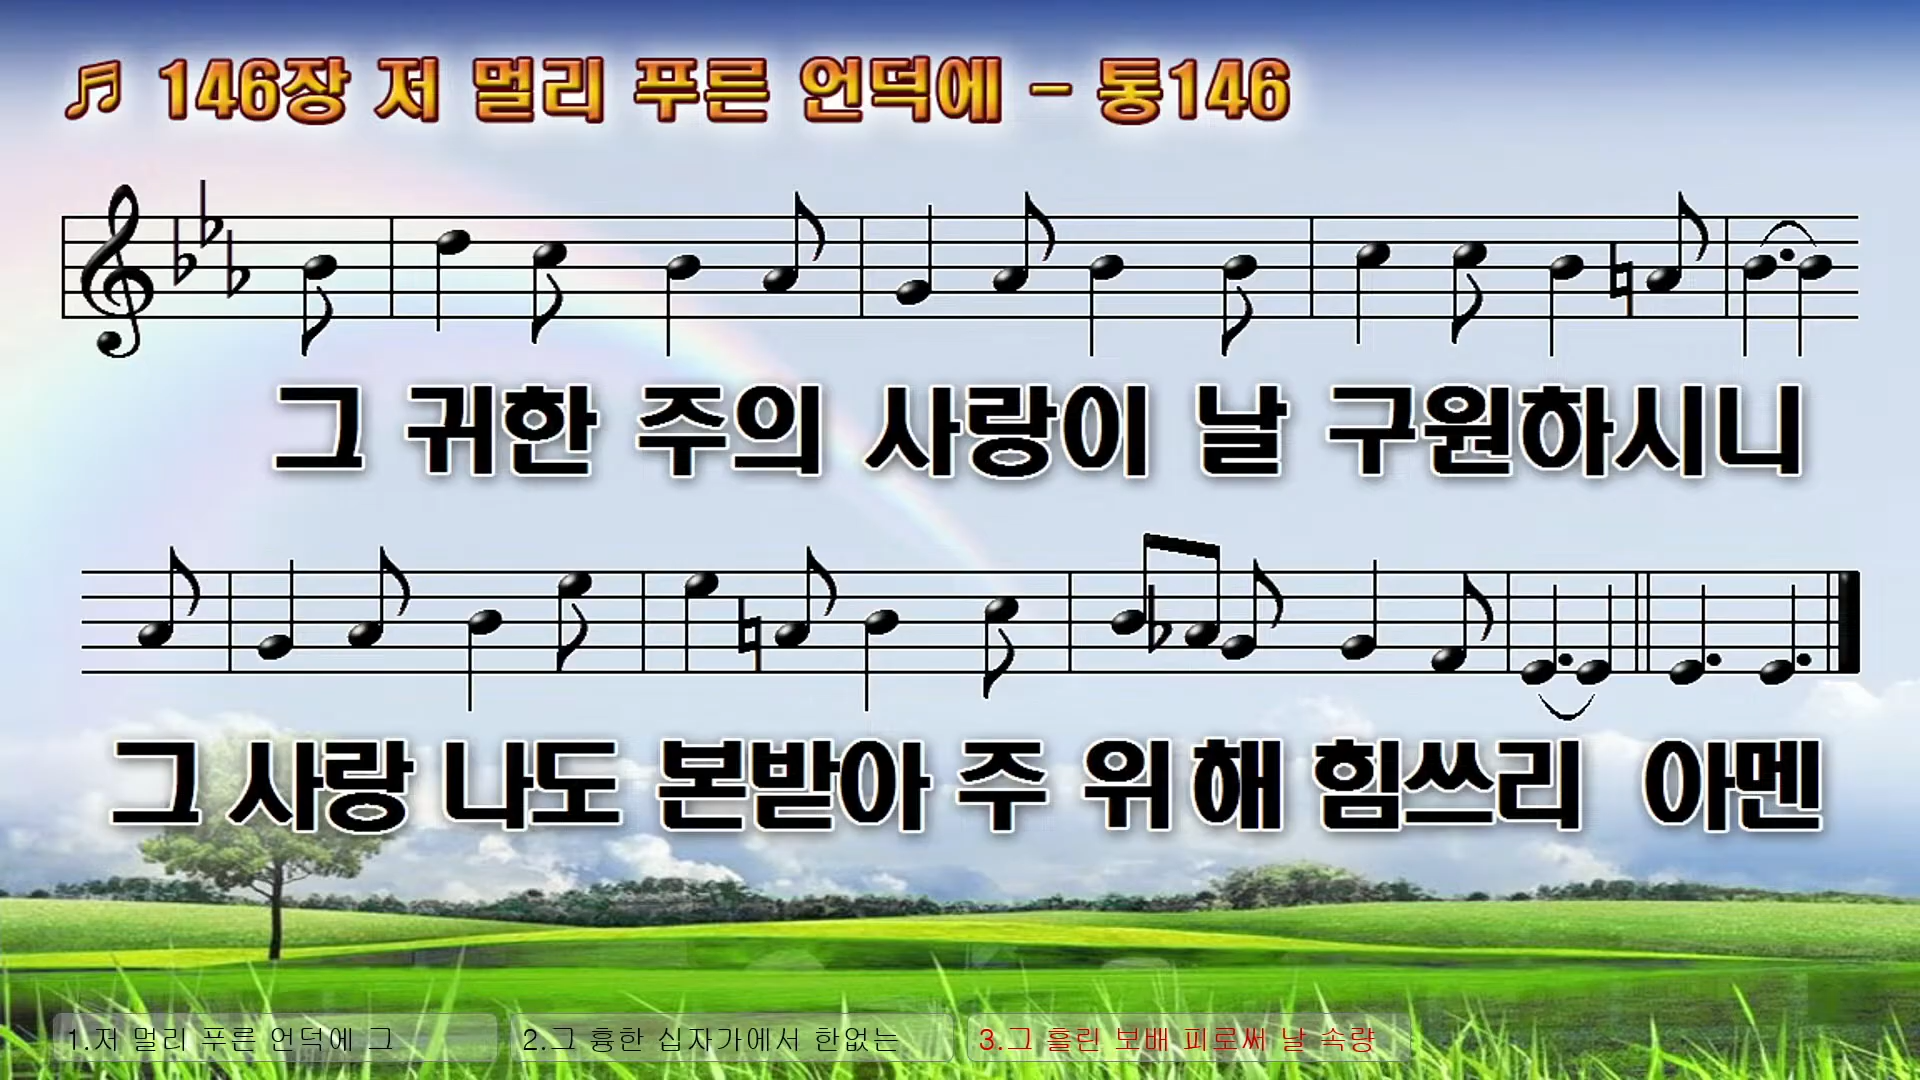 146장 저 멀리 푸른 언덕에 - 통146
그 귀한 주의 사랑이 날 구원하시니
그 사랑 나도 본받아 주 위해 힘쓰리 아멘
1.저 멀리 푸른 언덕에 그
2.그 흉한 십자가에서 한없는
3.그 흘린 보배 피로써 날 속량